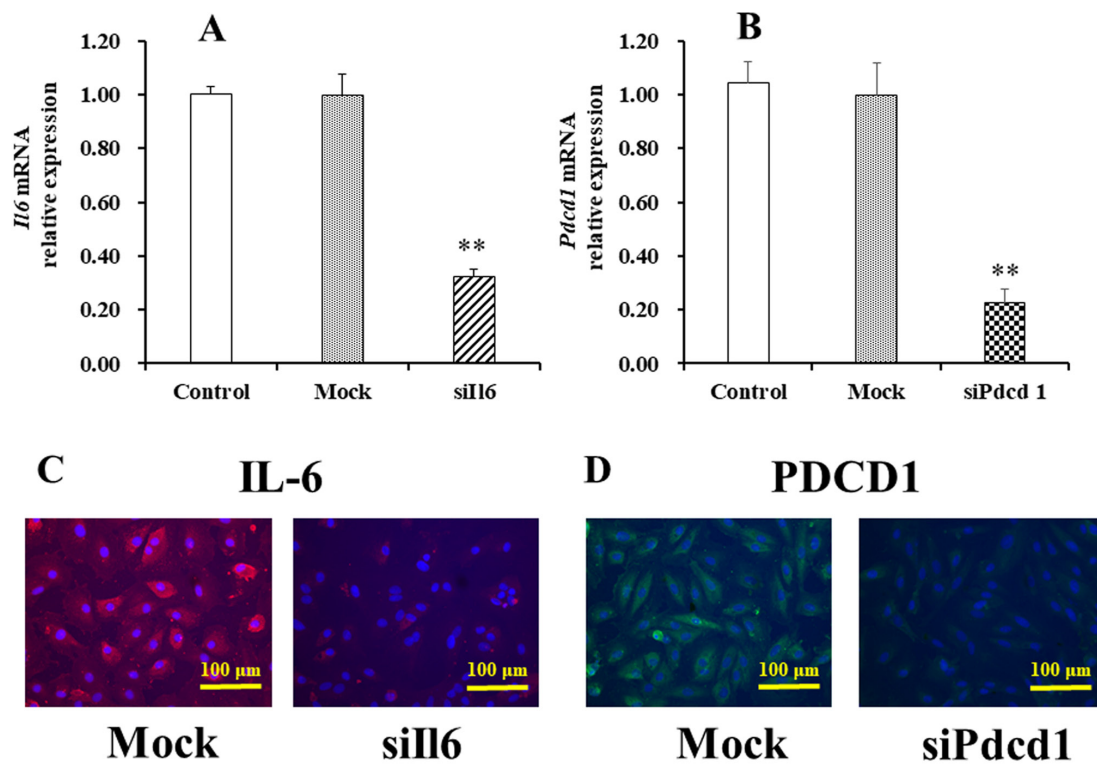 A
Il6 mRNA
relative expression
1.20
1.00
0.80
0.60
0.40
0.20
0.00
**
Control
Mock
siIl6
B
Pdcd1 mRNA
relative expression
1.20
1.00
0.80
0.60
0.40
0.20
0.00
**
Control
Mock
siPdcd 1
C
IL-6
100 µm
100 µm
Mock
siIl6
D
PDCD1
100 µm
100 µm
Mock
siPdcd1